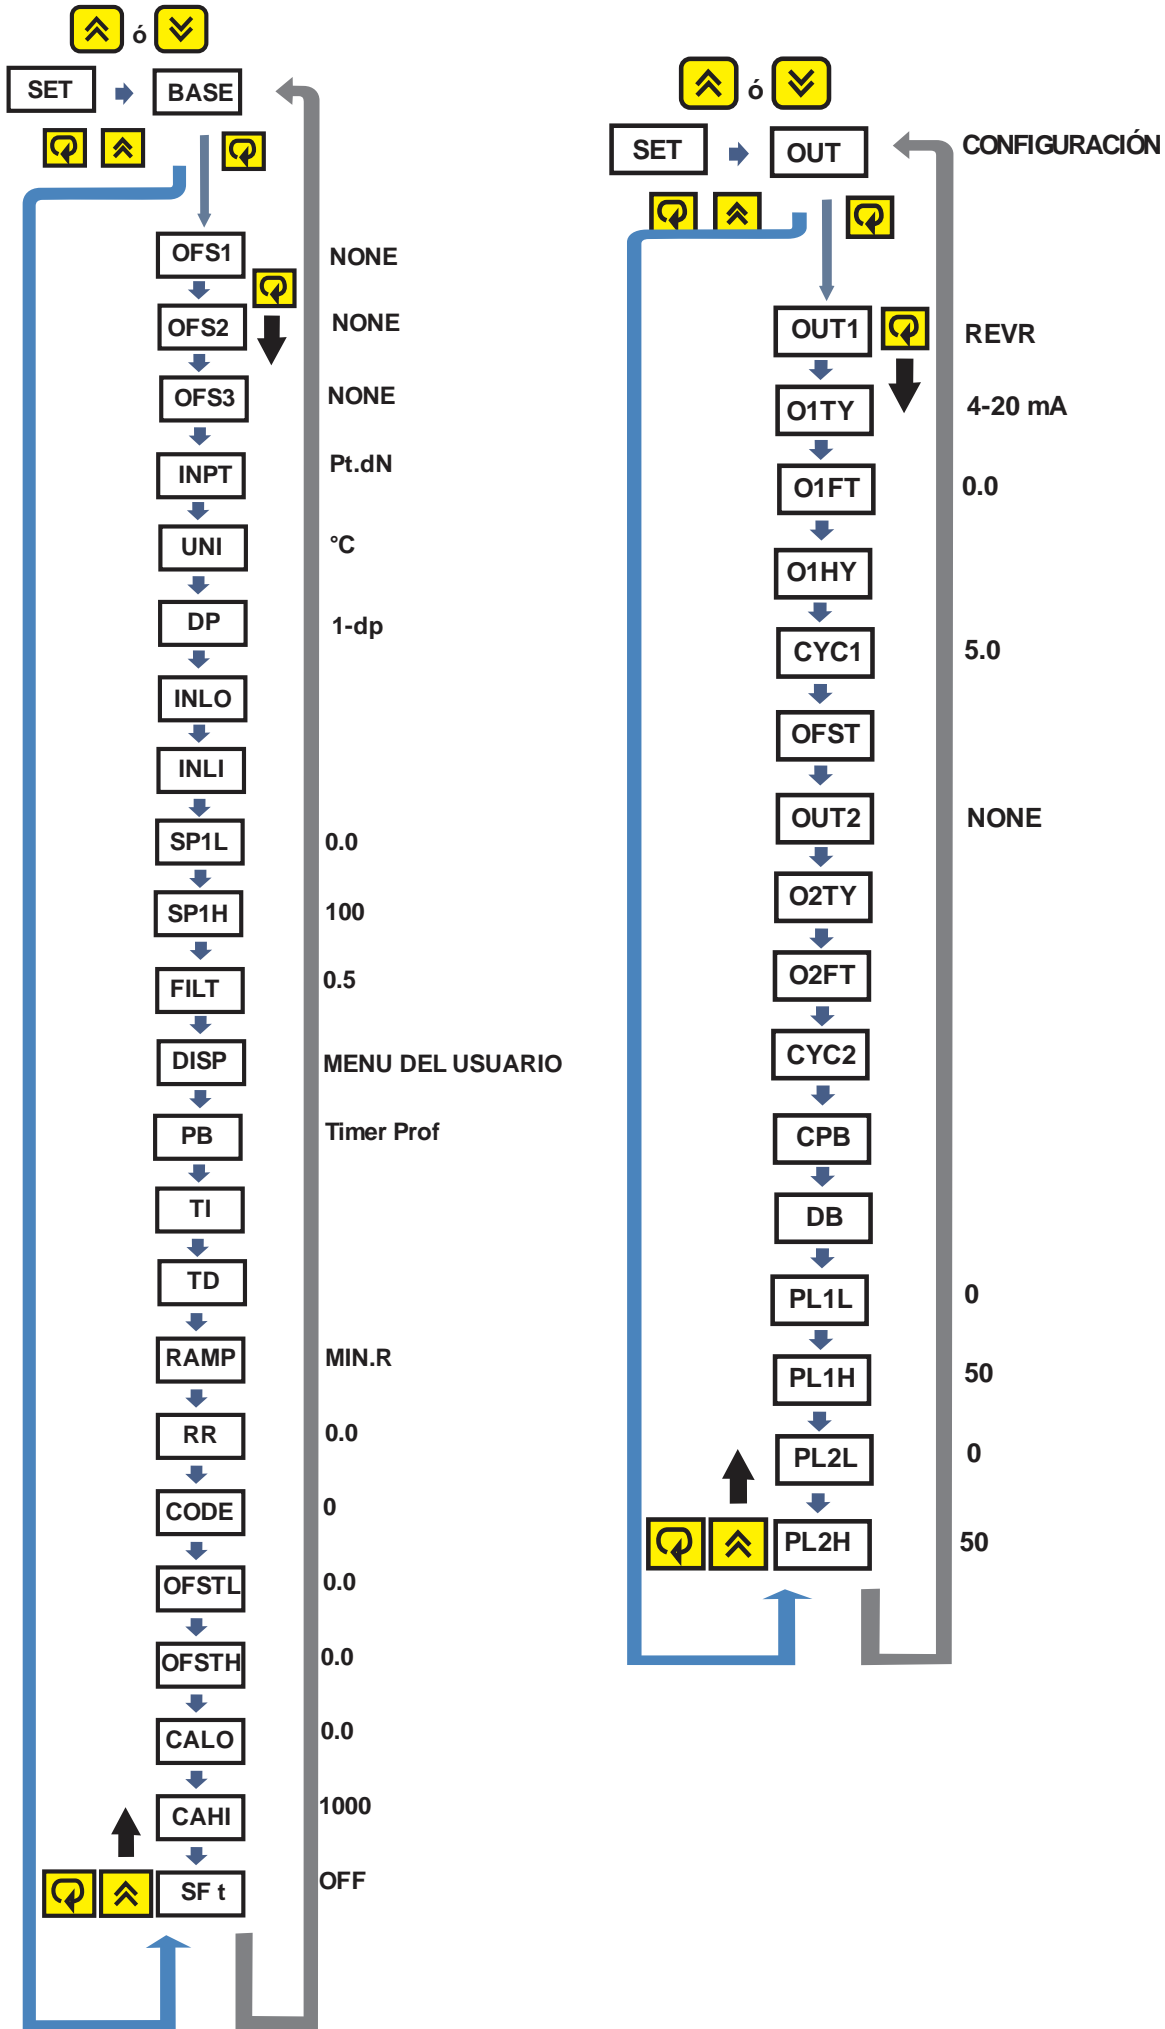 ó
SET
BASE
OFS1
NONE
OFS2
NONE
OFS3
NONE
INPT
Pt.dN
UNI
°C
DP
1-dp
INLO
INLI
SP1L
0.0
SP1H
100
FILT
0.5
DISP
MENU DEL USUARIO
PB
Timer Prof
TI
TD
RAMP
MIN.R
RR
0.0
CODE
0
OFSTL
0.0
OFSTH
0.0
CALO
0.0
CAHI
1000
SF t
OFF
ó
SET
OUT
CONFIGURACIÓN
OUT1
REVR
O1TY
4-20 mA
O1FT
0.0
O1HY
CYC1
5.0
OFST
OUT2
NONE
O2TY
O2FT
CYC2
CPB
DB
PL1L
0
PL1H
50
PL2L
0
PL2H
50